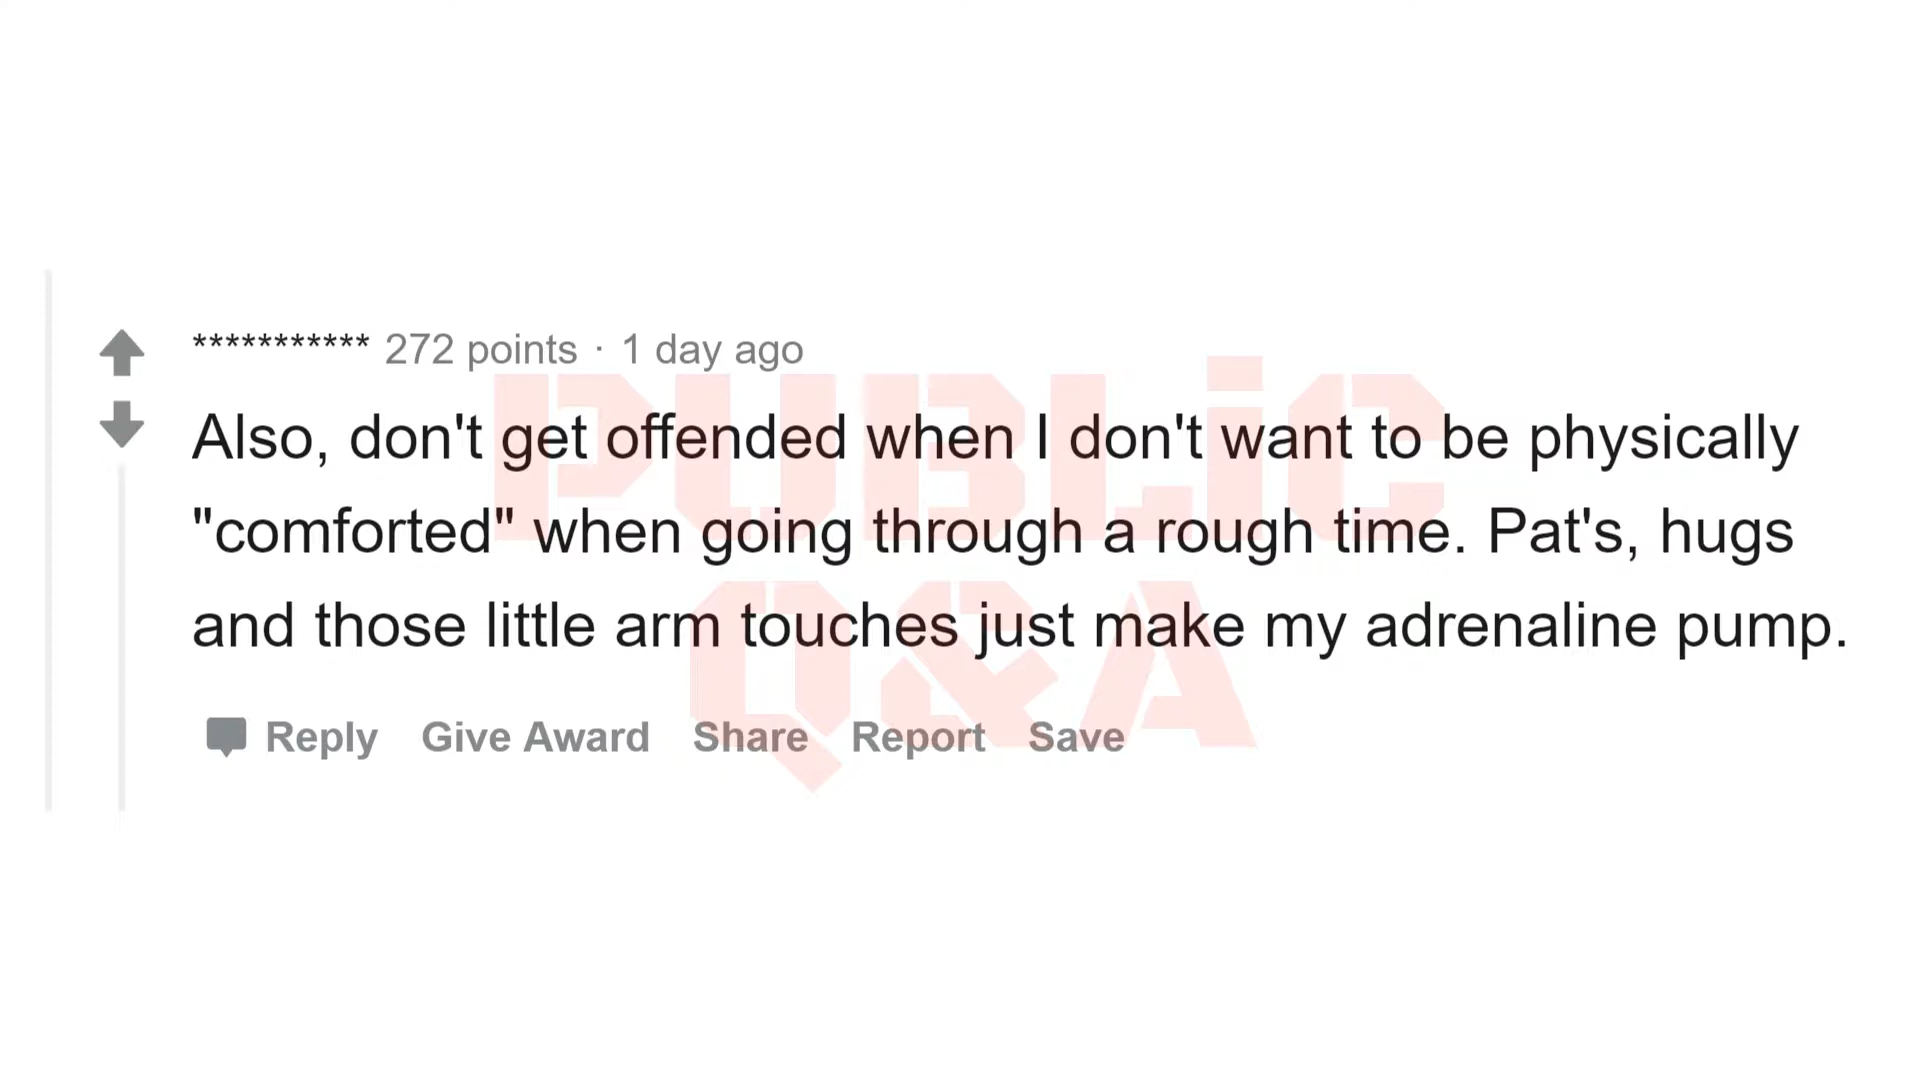 *********** 272 points · 1 day ago
Also, don't get offended when I don't want to be physically
"comforted" when going through a rough time. Pat's, hugs
and those little arm touches just make my adrenaline pump.
Reply Give Award Share Report Save
PUBLiC
Q&A